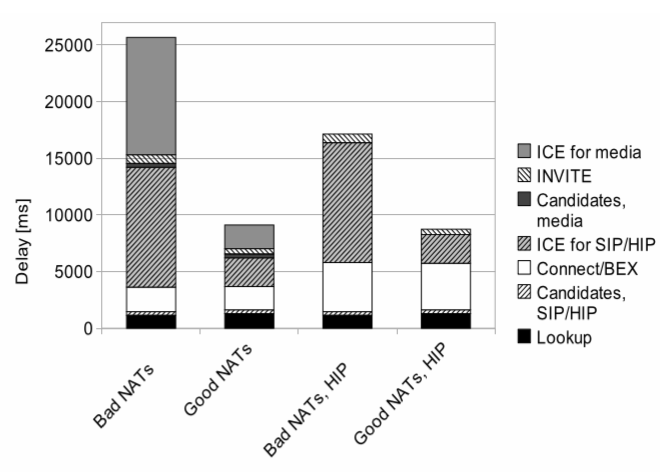 25000
20000
15000
10000
5000
0
Delay [ms]
Bad NATs
Good NATs
Bad NATs, HIP
Good NATs, HIP
ICE for media
INVITE
Candidates,
media
ICE for SIP/HIP
Connect/BEX
Candidates,
SIP/HIP
Lookup